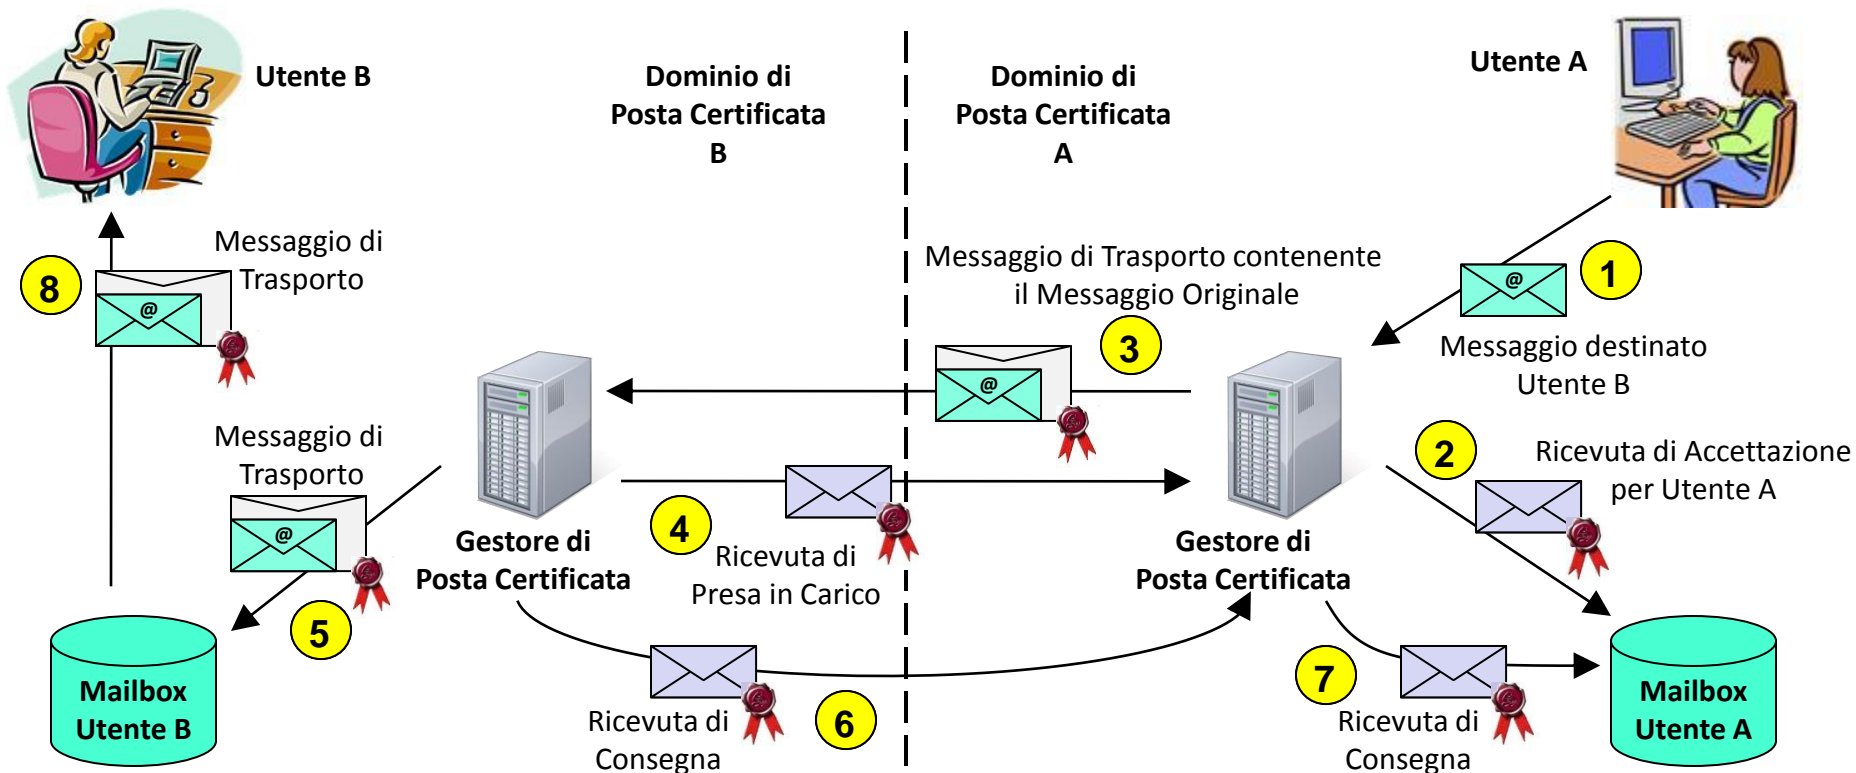 Utente B
Dominio di
Posta Certificata
B
Dominio di
Posta Certificata
A
Utente A
Messaggio di
Trasporto
8
@
Messaggio di Trasporto contenente
il Messaggio Originale
3
@
1
@
Messaggio destinato
Utente B
Messaggio di
Trasporto
@
5
4
Ricevuta di
Presa in Carico
2
Ricevuta di Accettazione
per Utente A
Gestore di
Posta Certificata
Gestore di
Posta Certificata
Mailbox
Utente B
Ricevuta di
Consegna
6
7
Ricevuta di
Consegna
Mailbox
Utente A